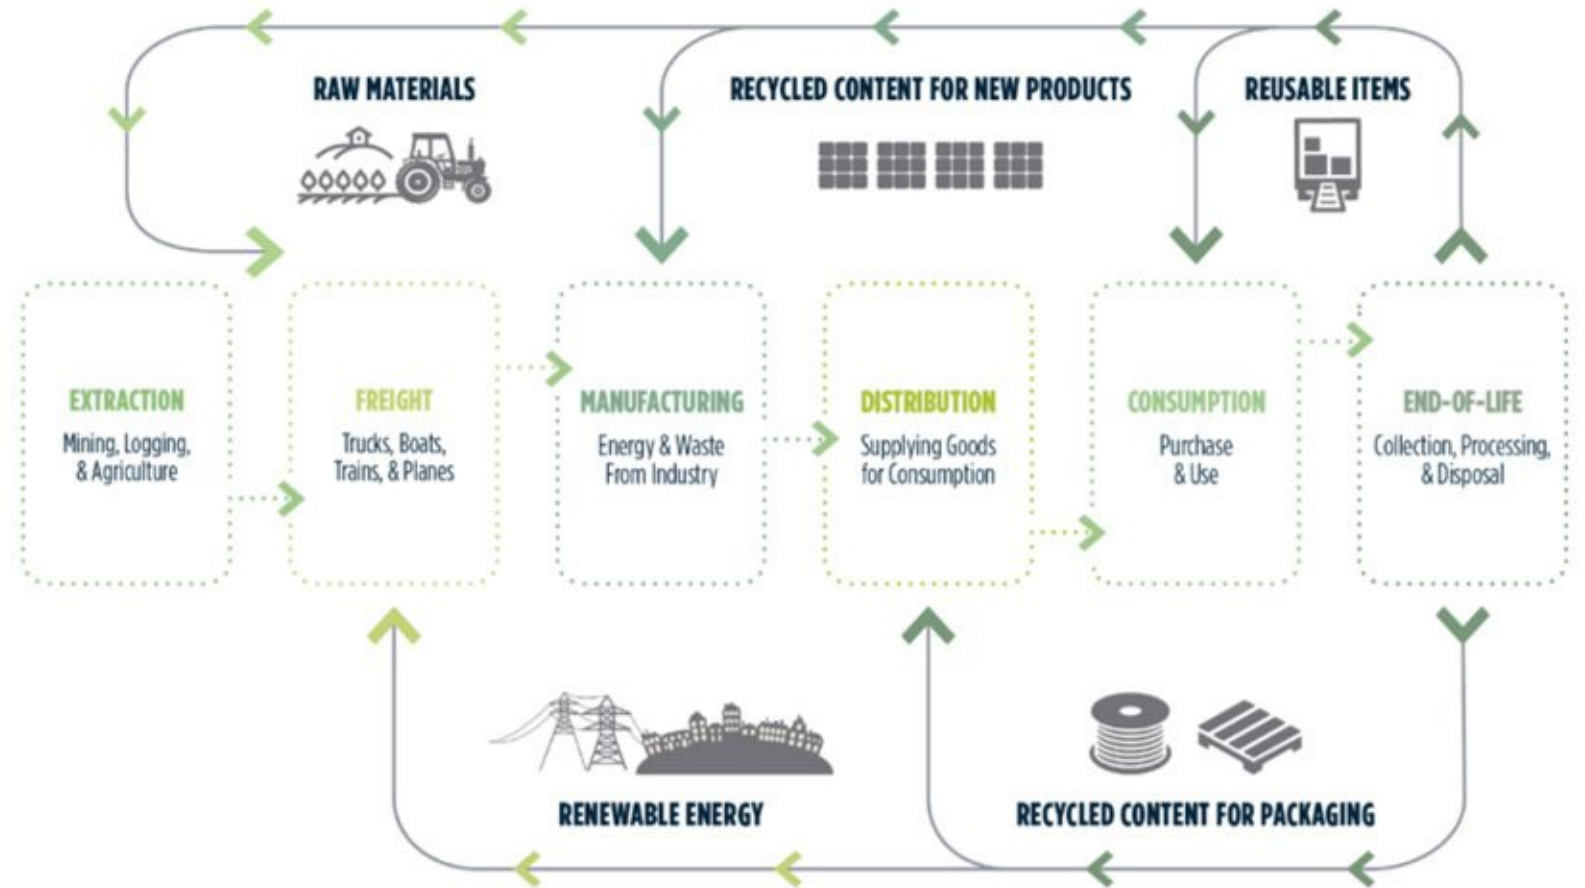 RAW MATERIALS
RECYCLED CONTENT FOR NEW PRODUCTS
REUSABLE ITEMS
EXTRACTION
Mining, Logging,
& Agriculture
FREIGHT
Trucks, Boats,
Trains, & Planes
MANUFACTURING
Energy & Waste
From Industry
DISTRIBUTION
Supplying Goods
for Consumption
CONSUMPTION
Purchase
& Use
END-OF-LIFE
Collection, Processing,
& Disposal
RENEWABLE ENERGY
RECYCLED CONTENT FOR PACKAGING